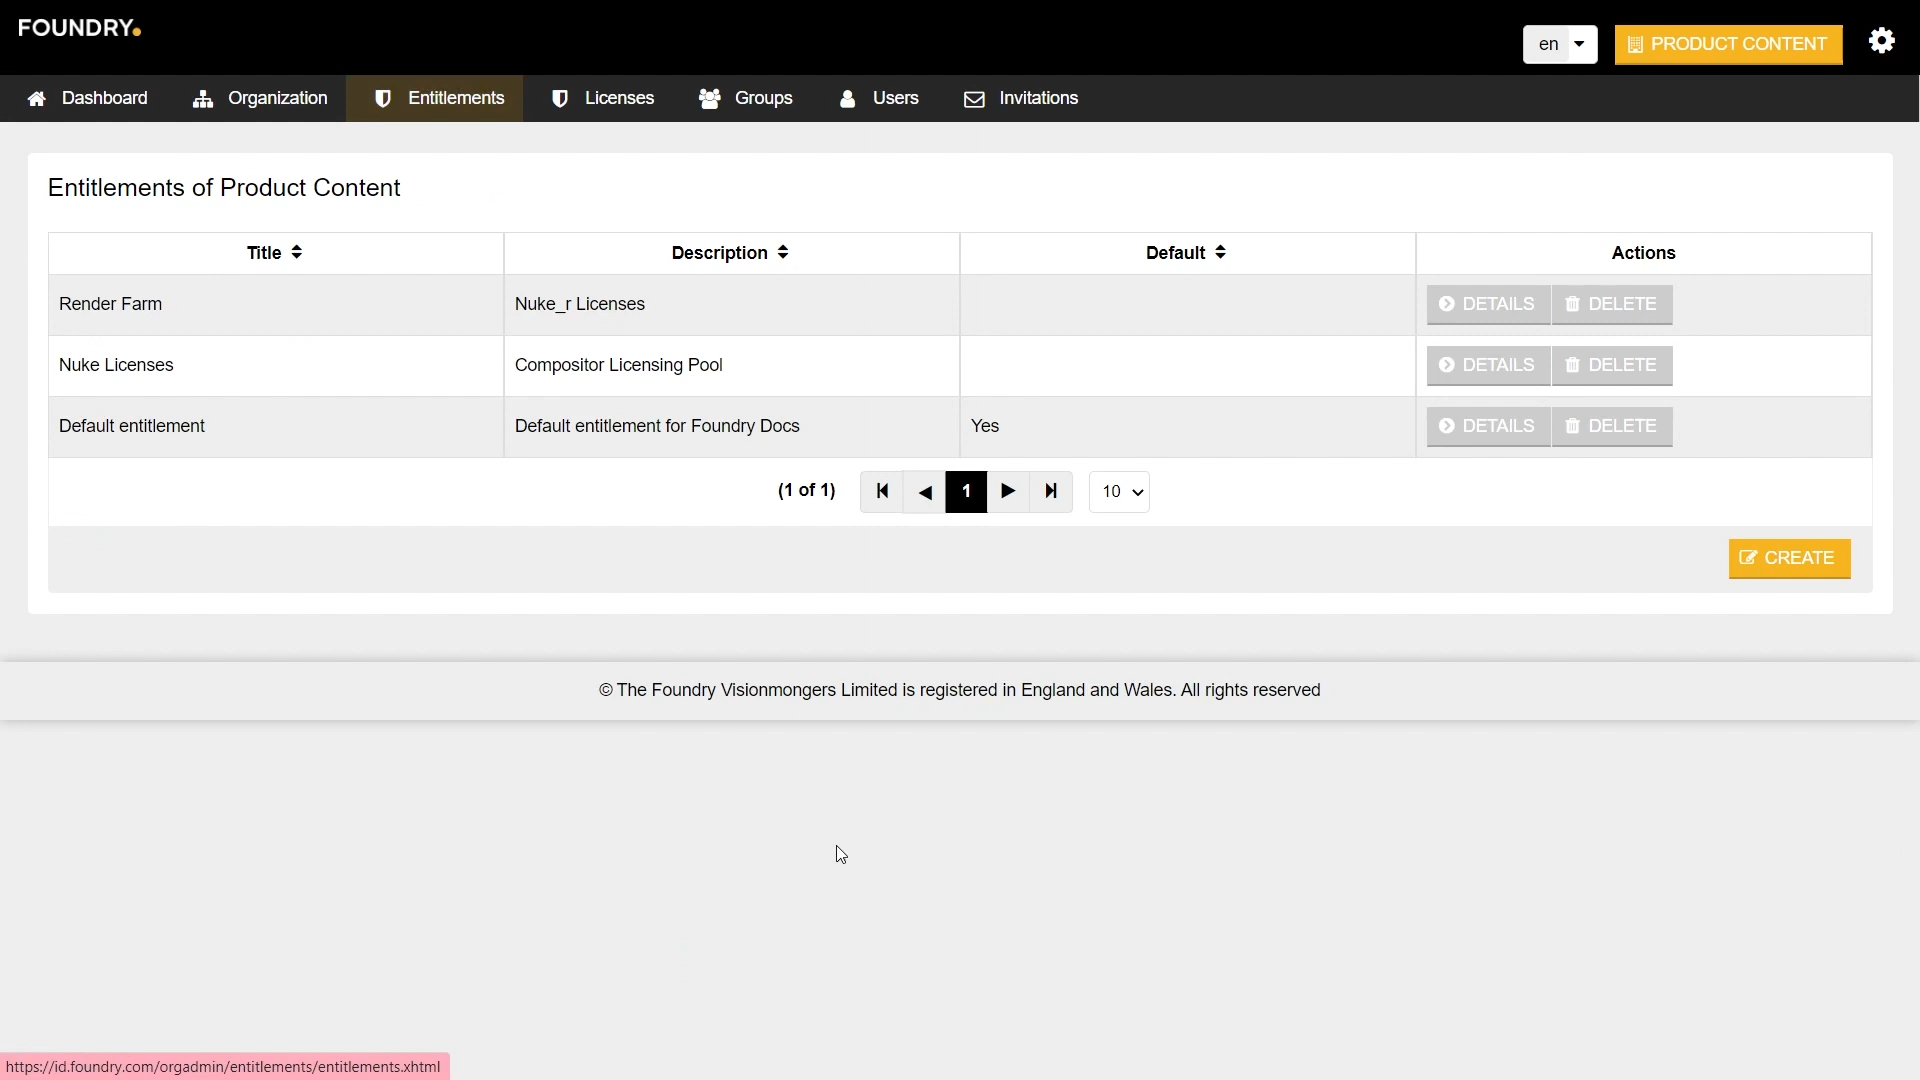 FOUNDRY.
en
PRODUCT CONTENT
Dashboard
Organization
Entitlements
Licenses
Groups
Users
Invitations
Entitlements of Product Content
Title
Description
Default
Actions
Render Farm
Nuke_r Licenses
DETAILS
DELETE
Nuke Licenses
Compositor Licensing Pool
DETAILS
DELETE
Default entitlement
Default entitlement for Foundry Docs
Yes
DETAILS
DELETE
(1 of 1)
1
10
CREATE
© The Foundry Visionmongers Limited is registered in England and Wales. All rights reserved
https://id.foundry.com/orgadmin/entitlements/entitlements.xhtml